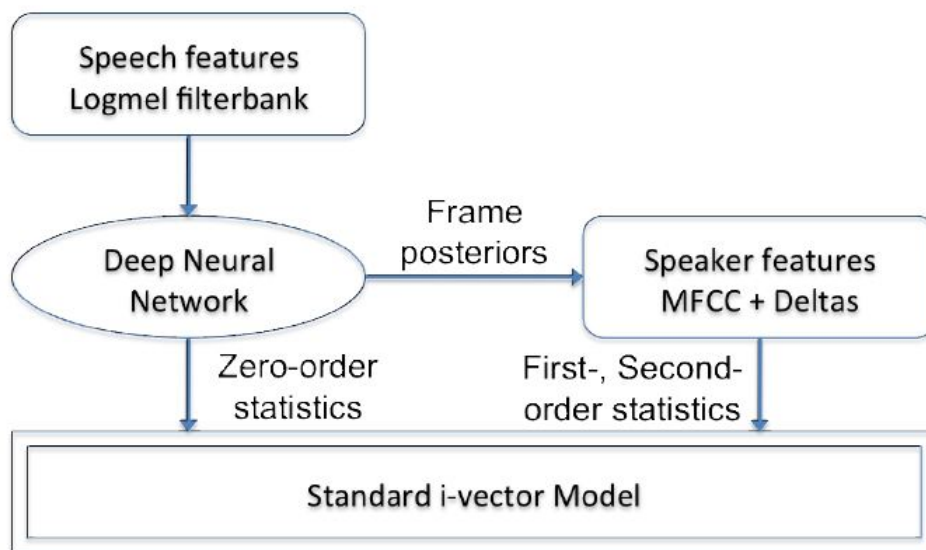 Speech features
Logmel filterbank
Frame
posteriors
Deep Neural
Network
Speaker features
MFCC + Deltas
Zero-order
statistics
First-, Second-
order statistics
Standard i-vector Model